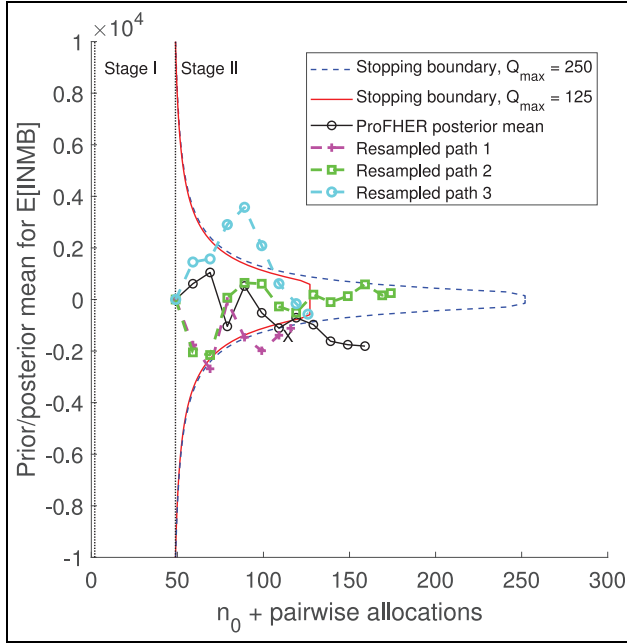 ×10⁴
Stage I
Stage II
Stopping boundary, Q_max = 250
Stopping boundary, Q_max = 125
ProFHER posterior mean
Resampled path 1
Resampled path 2
Resampled path 3
Prior/posterior mean for E[INMB]
1
0.8
0.6
0.4
0.2
0
-0.2
-0.4
-0.6
-0.8
-1
X
0
50
100
150
200
250
300
n_0 + pairwise allocations